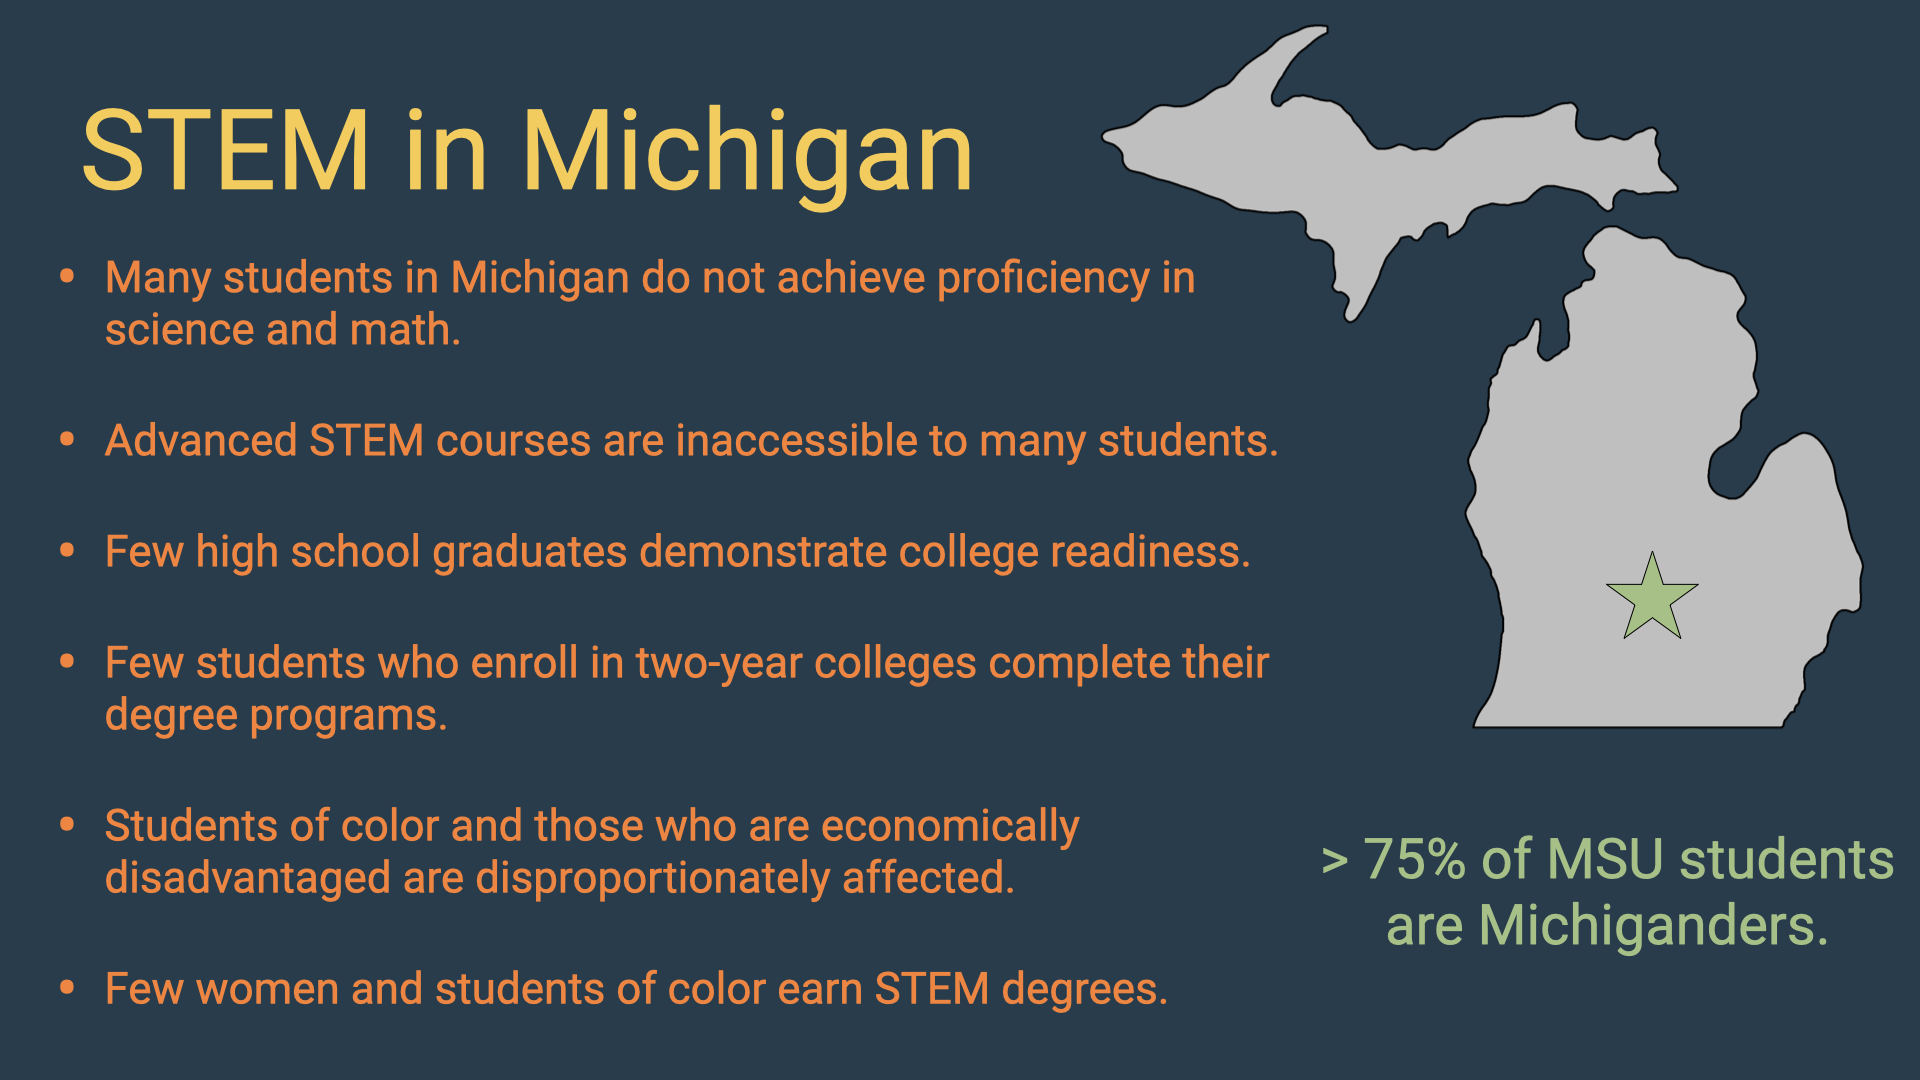 STEM in Michigan
• Many students in Michigan do not achieve proficiency in
science and math.
• Advanced STEM courses are inaccessible to many students.
• Few high school graduates demonstrate college readiness.
• Few students who enroll in two-year colleges complete their
degree programs.
• Students of color and those who are economically
disadvantaged are disproportionately affected.
• Few women and students of color earn STEM degrees.
> 75% of MSU students
are Michiganders.